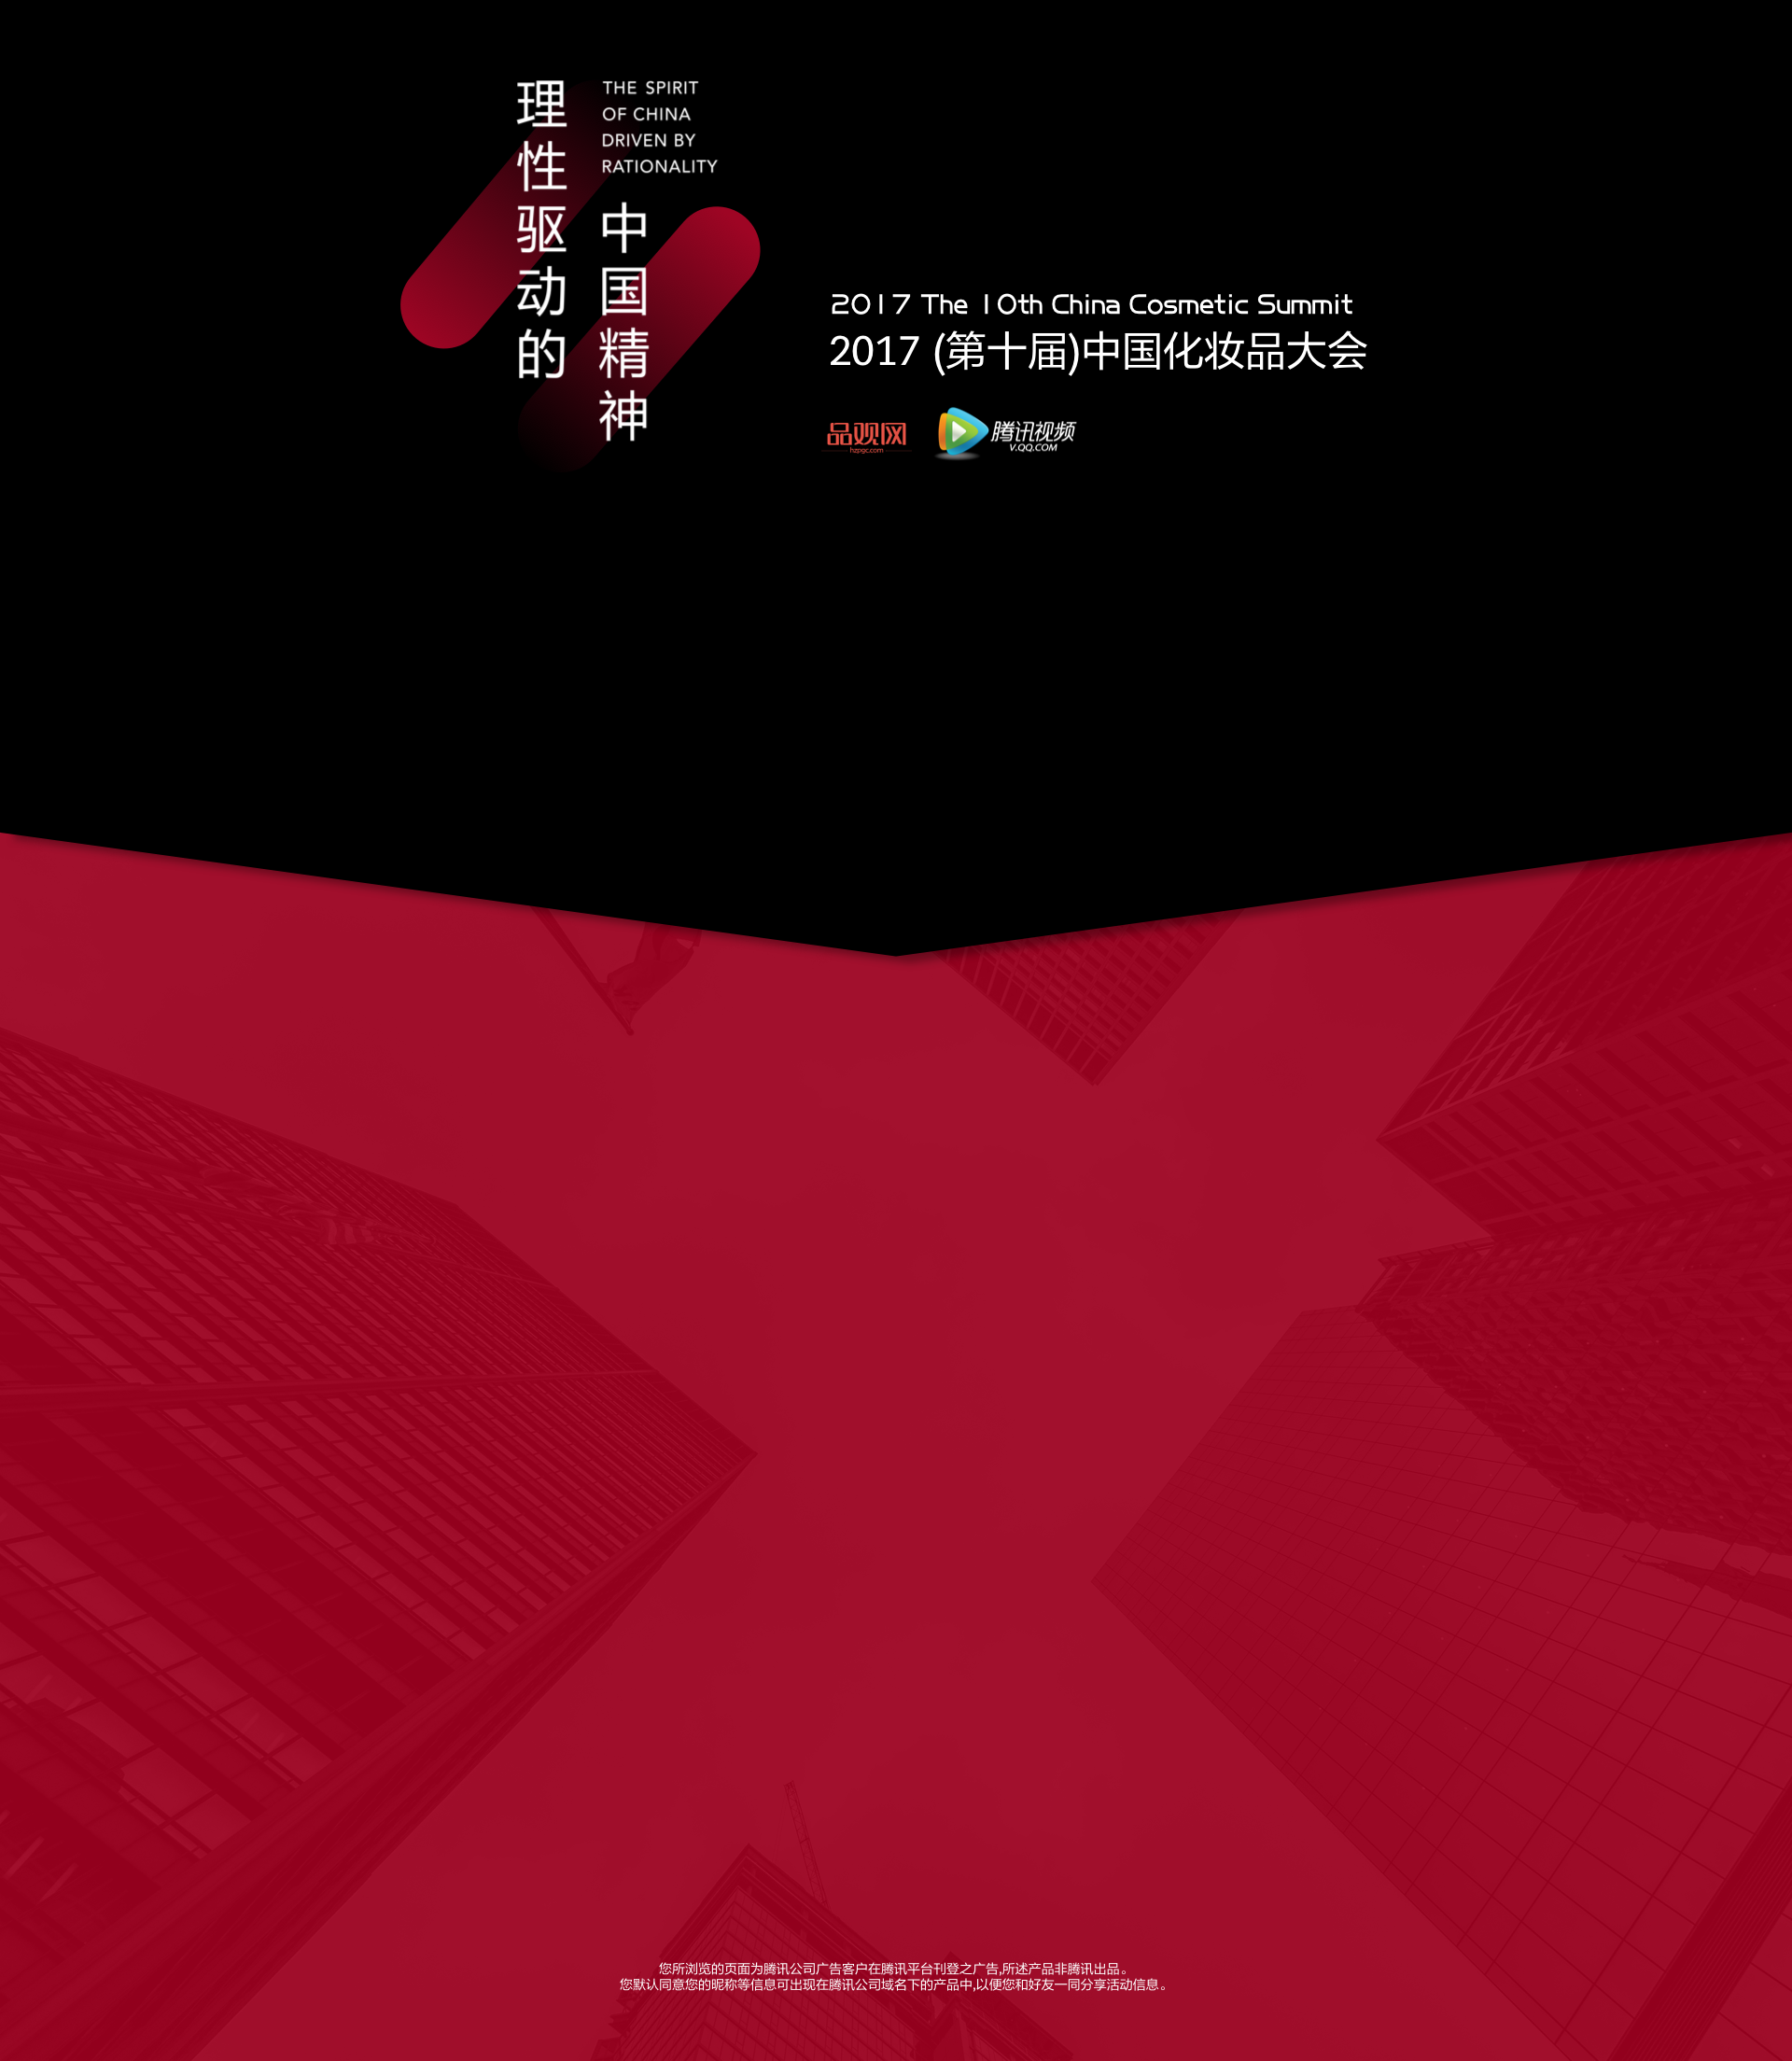 理性驱动的
THE SPIRIT
OF CHINA
DRIVEN BY
RATIONALITY
中国精神
2017 The 10th China Cosmetic Summit
2017 (第十届)中国化妆品大会
品观网
hzpgc.com
腾讯视频
V.QQ.COM
您所浏览的页面为腾讯公司广告客户在腾讯平台刊登之广告,所述产品非腾讯出品。
您默认同意您的昵称等信息可出现在腾讯公司域名下的产品中,以便您和好友一同分享活动信息。